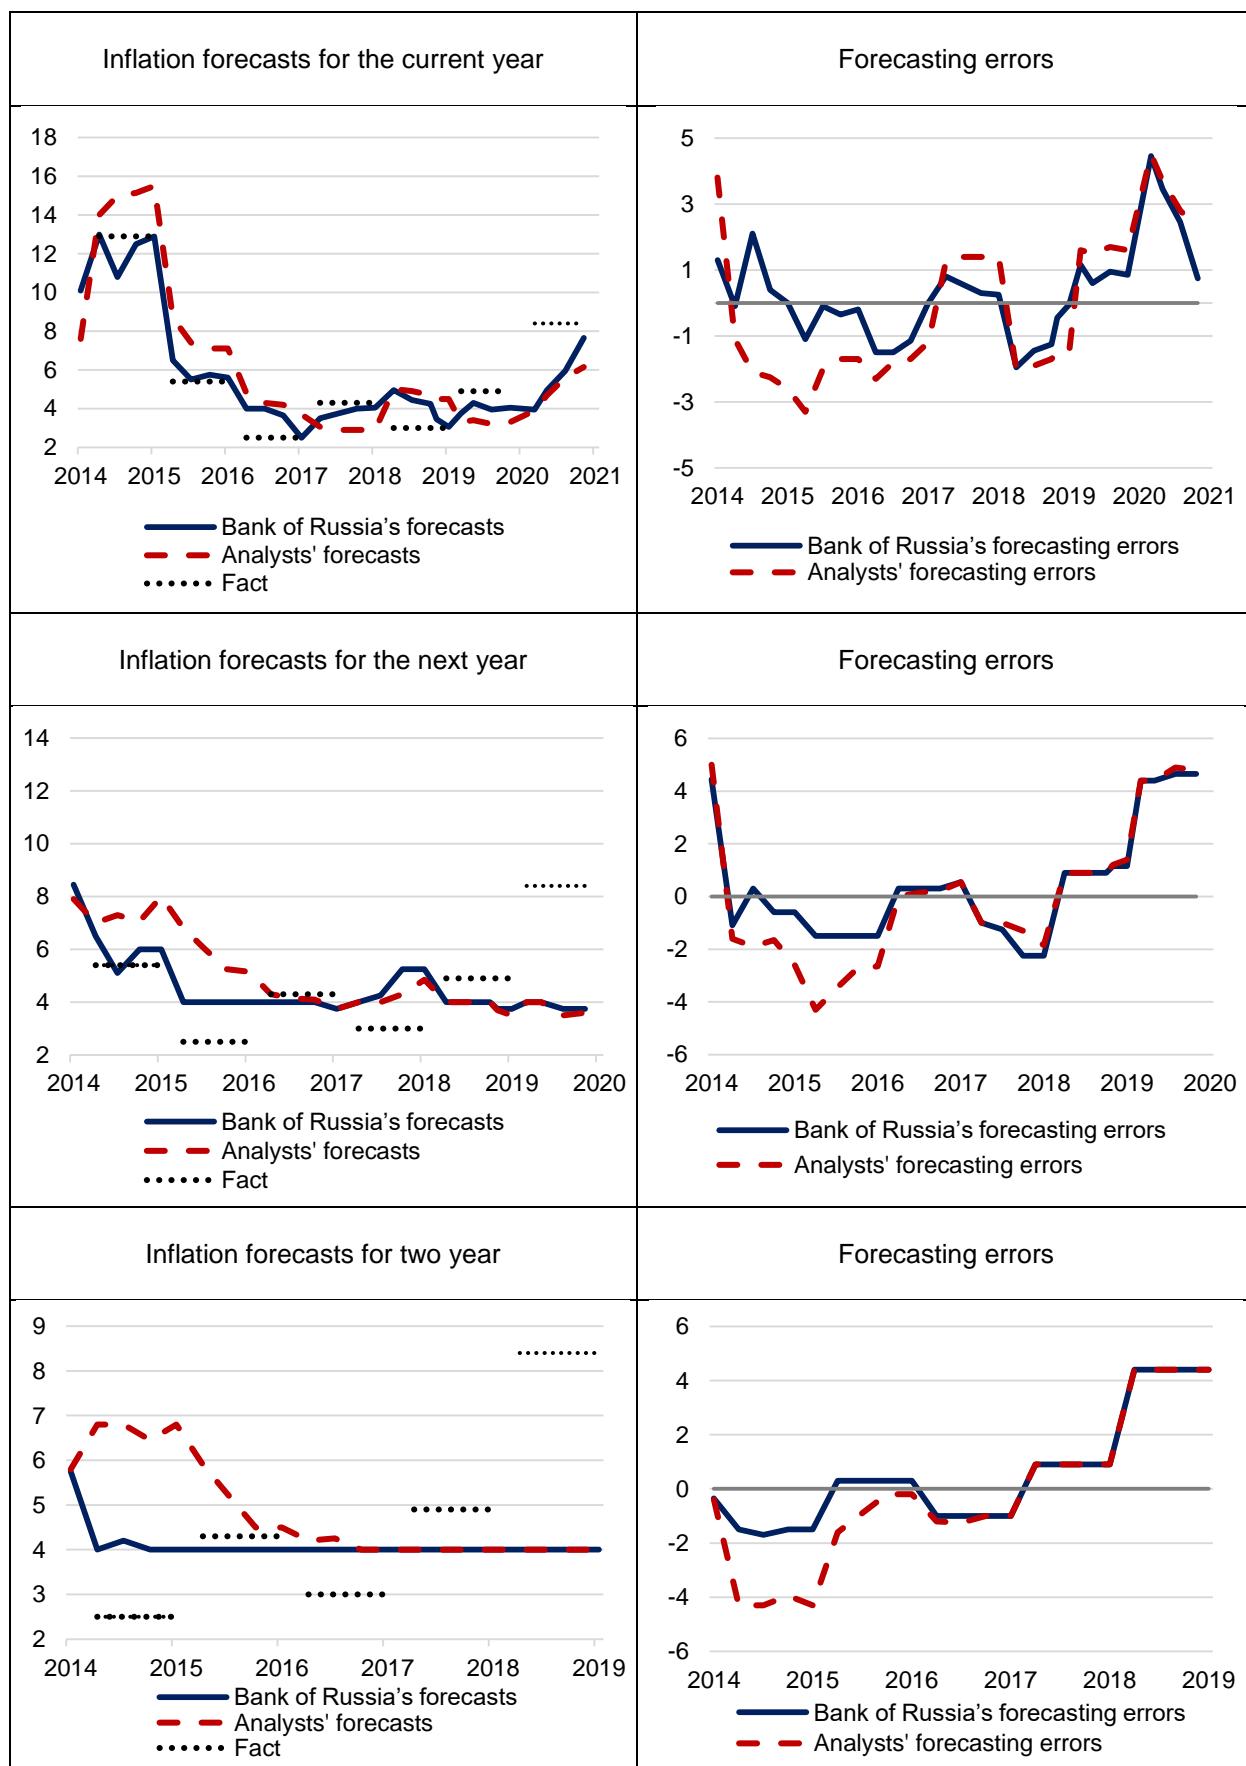 Inflation forecasts for the current year
Forecasting errors
18
16
14
12
10
8
6
4
2
2014 2015 2016 2017 2018 2019 2020 2021
Bank of Russia's forecasts
Analysts' forecasts
Fact
5
3
1
-1
-3
-5
2014 2015 2016 2017 2018 2019 2020 2021
Bank of Russia's forecasting errors
Analysts' forecasting errors
Inflation forecasts for the next year
Forecasting errors
14
12
10
8
6
4
2
2014 2015 2016 2017 2018 2019 2020
Bank of Russia's forecasts
Analysts' forecasts
Fact
6
4
2
0
-2
-4
-6
2014 2015 2016 2017 2018 2019 2020
Bank of Russia's forecasting errors
Analysts' forecasting errors
Inflation forecasts for two year
Forecasting errors
9
8
7
6
5
4
3
2
2014 2015 2016 2017 2018 2019
Bank of Russia's forecasts
Analysts' forecasts
Fact
6
4
2
0
-2
-4
-6
2014 2015 2016 2017 2018 2019
Bank of Russia's forecasting errors
Analysts' forecasting errors